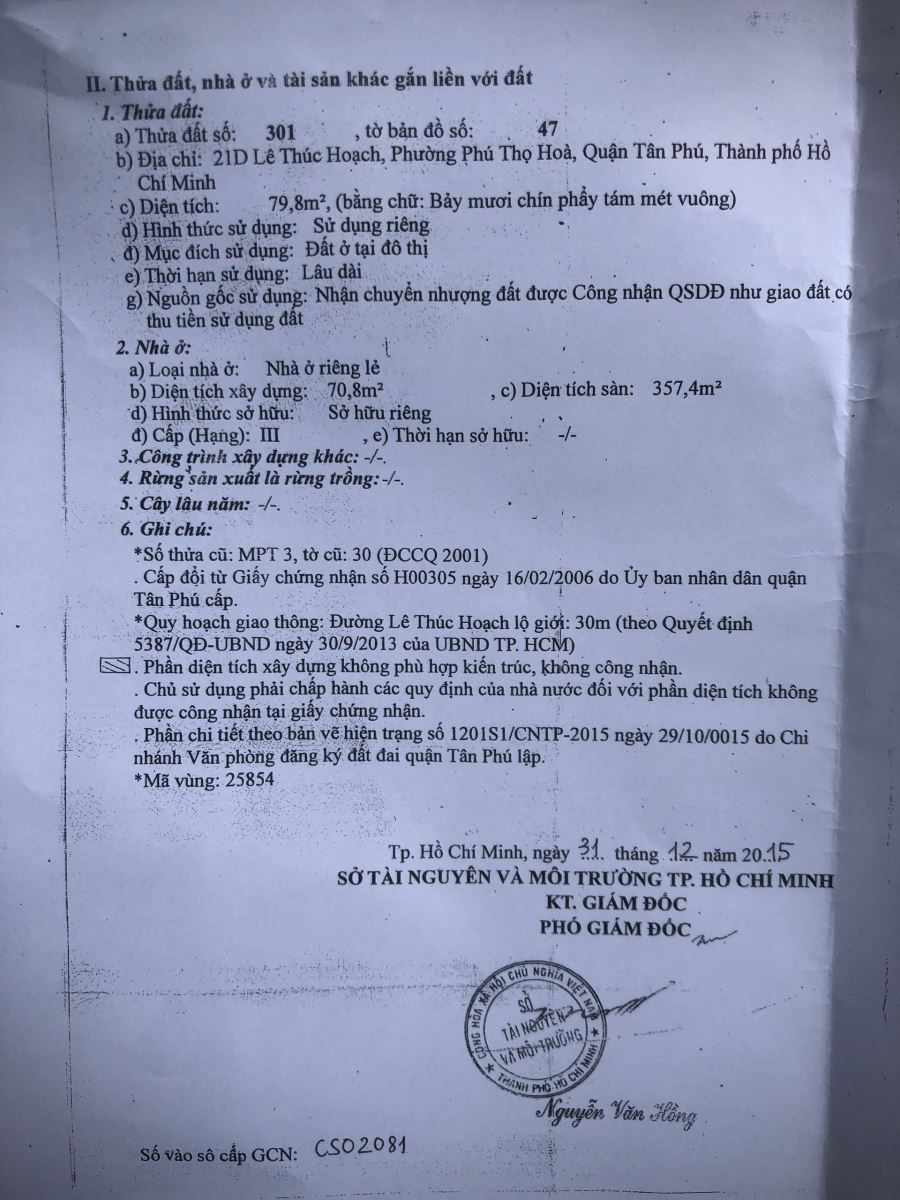 II. Thửa đất, nhà ở và tài sản khác gắn liền với đất
1. Thửa đất:
a) Thửa đất số: 301 , tờ bản đồ số: 47
b) Địa chỉ: 21D Lê Thúc Hoạch, Phường Phú Thọ Hoà, Quận Tân Phú, Thành phố Hồ
Chí Minh
c) Diện tích: 79,8m², (bằng chữ: Bảy mươi chín phẩy tám mét vuông)
d) Hình thức sử dụng: Sử dụng riêng
đ) Mục đích sử dụng: Đất ở tại đô thị
e) Thời hạn sử dụng: Lâu dài
g) Nguồn gốc sử dụng: Nhận chuyển nhượng đất được Công nhận QSDĐ như giao đất có
thu tiền sử dụng đất
2. Nhà ở:
a) Loại nhà ở: Nhà ở riêng lẻ
b) Diện tích xây dựng: 70,8m² , c) Diện tích sàn: 357,4m²
d) Hình thức sở hữu: Sở hữu riêng
đ) Cấp (Hạng): III , e) Thời hạn sở hữu: -/-
3. Công trình xây dựng khác: -/-.
4. Rừng sản xuất là rừng trồng: -/-.
5. Cây lâu năm: -/-.
6. Ghi chú:
*Số thửa cũ: MPT 3, tờ cũ: 30 (ĐCCQ 2001)
. Cấp đổi từ Giấy chứng nhận số H00305 ngày 16/02/2006 do Ủy ban nhân dân quận
Tân Phú cấp.
*Quy hoạch giao thông: Đường Lê Thúc Hoạch lộ giới: 30m (theo Quyết định
5387/QĐ-UBND ngày 30/9/2013 của UBND TP. HCM)
. Phần diện tích xây dựng không phù hợp kiến trúc, không công nhận.
. Chủ sử dụng phải chấp hành các quy định của nhà nước đối với phần diện tích không
được công nhận tại giấy chứng nhận.
. Phần chi tiết theo bản vẽ hiện trạng số 1201S1/CNTP-2015 ngày 29/10/0015 do Chi
nhánh Văn phòng đăng ký đất đai quận Tân Phú lập.
*Mã vùng: 25854
Tp. Hồ Chí Minh, ngày 31 tháng 12 năm 2015
SỞ TÀI NGUYÊN VÀ MÔI TRƯỜNG TP. HỒ CHÍ MINH
KT. GIÁM ĐỐC
PHÓ GIÁM ĐỐC
CỘNG HÒA XÃ HỘI CHỦ NGHĨA VIỆT NAM
SỞ
TÀI NGUYÊN
VÀ MÔI TRƯỜNG
THÀNH PHỐ HỒ CHÍ MINH
Nguyễn Văn Hồng
Số vào sổ cấp GCN: CS02081